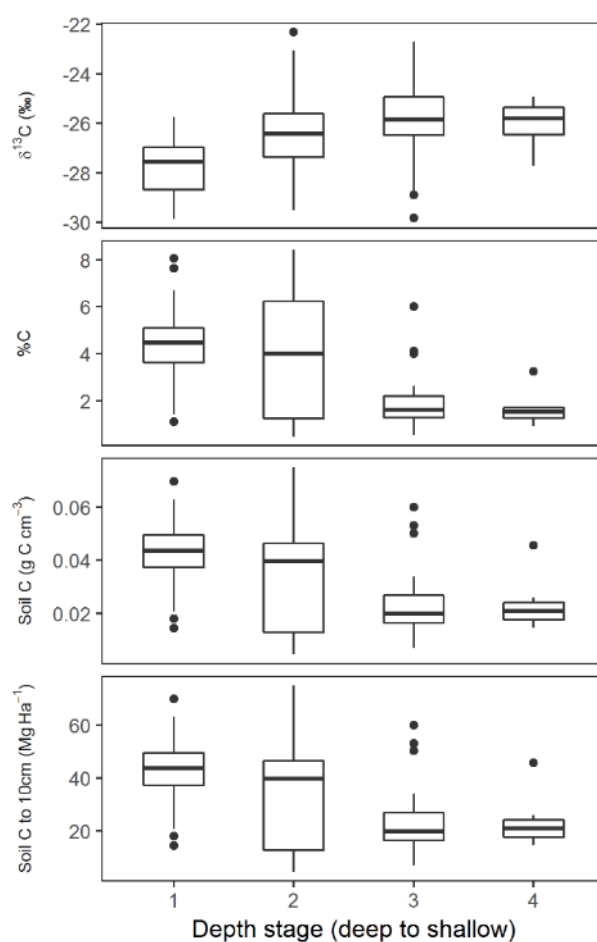 δ¹³C (‰)
-22
-24
-26
-28
-30
%C
8
6
4
2
Soil C (g C cm⁻³)
0.06
0.04
0.02
Soil C to 10cm (Mg Ha⁻¹)
60
40
20
1 2 3 4
Depth stage (deep to shallow)